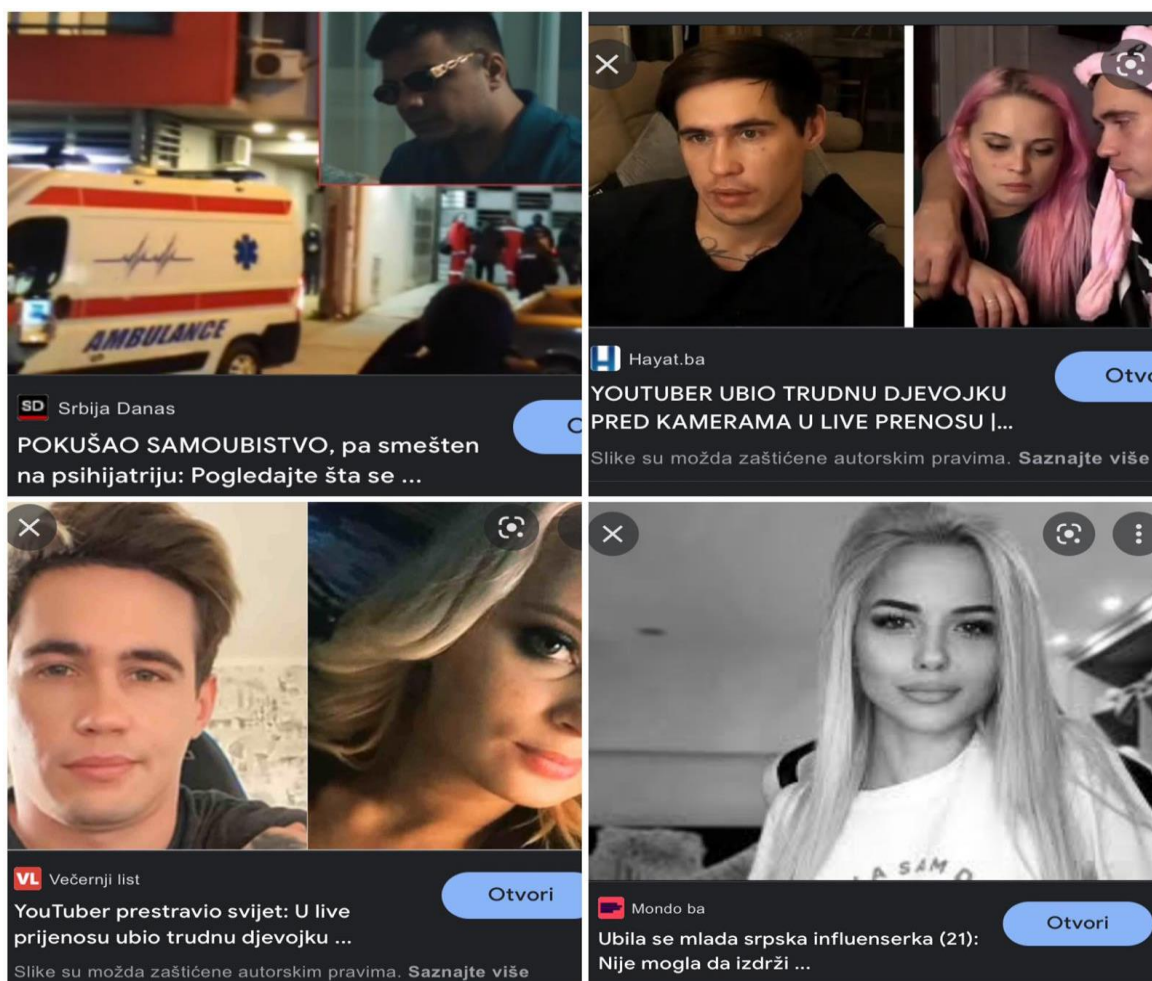 AMBULANCE
SD Srbija Danas
POKUŠAO SAMOUBISTVO, pa smešten
na psihijatriju: Pogledajte šta se ...
H Hayat.ba
Otvo
YOUTUBER UBIO TRUDNU DJEVOJKU
PRED KAMERAMA U LIVE PRENOSU |...
Slike su možda zaštićene autorskim pravima. Saznajte više
VL Večernji list
Otvori
YouTuber prestravio svijet: U live
prijenosu ubio trudnu djevojku ...
Slike su možda zaštićene autorskim pravima. Saznajte više
SAM
Mondo ba
Otvori
Ubila se mlada srpska influenserka (21):
Nije mogla da izdrži ...